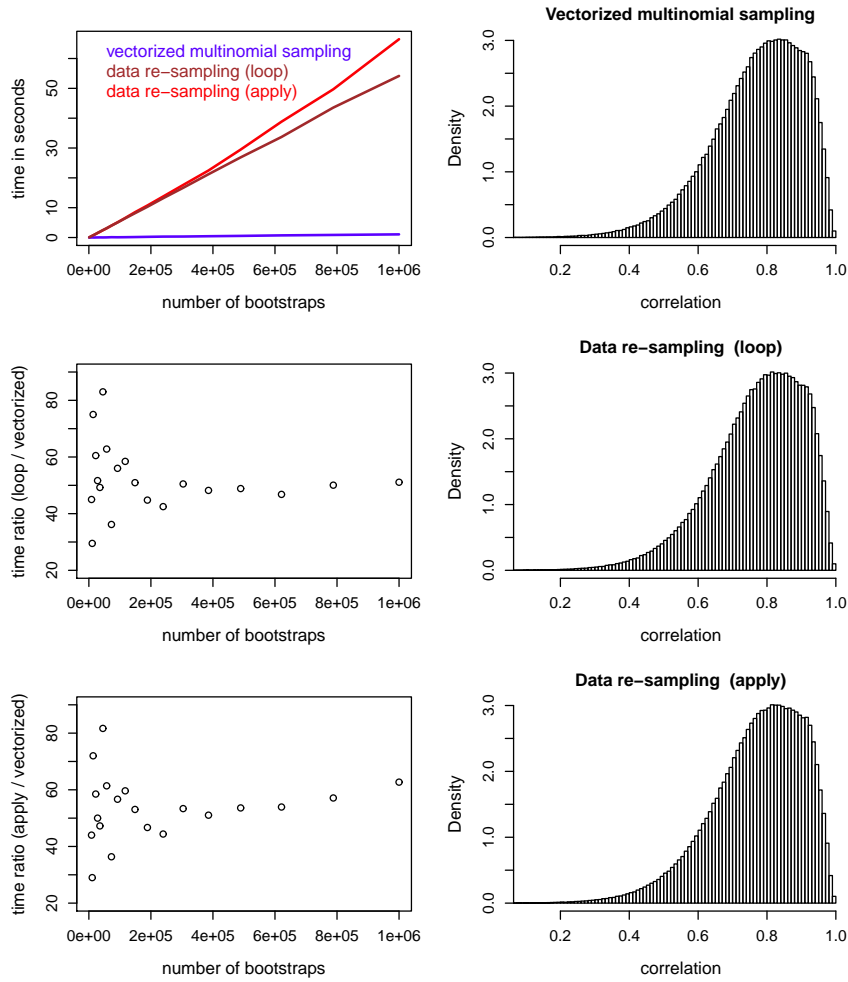 vectorized multinomial sampling
data re−sampling (loop)
data re−sampling (apply)
time in seconds
0 10 30 50
0e+00 2e+05 4e+05 6e+05 8e+05 1e+06
number of bootstraps
Vectorized multinomial sampling
Density
0.0 1.0 2.0 3.0
0.2 0.4 0.6 0.8 1.0
correlation
time ratio (loop / vectorized)
20 40 60 80
0e+00 2e+05 4e+05 6e+05 8e+05 1e+06
number of bootstraps
Data re−sampling (loop)
Density
0.0 1.0 2.0 3.0
0.2 0.4 0.6 0.8 1.0
correlation
time ratio (apply / vectorized)
20 40 60 80
0e+00 2e+05 4e+05 6e+05 8e+05 1e+06
number of bootstraps
Data re−sampling (apply)
Density
0.0 1.0 2.0 3.0
0.2 0.4 0.6 0.8 1.0
correlation